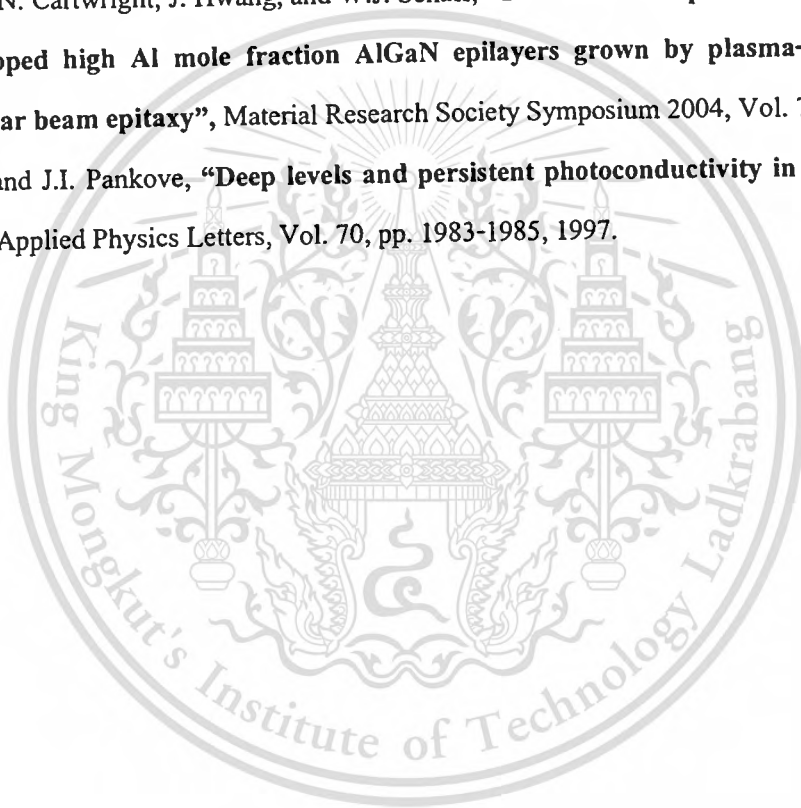 N. Cartwright, J. Hwang, and W.J. Schaff,
pped high Al mole fraction AlGaN epilayers grown by plasma-
ar beam epitaxy”, Material Research Society Symposium 2004, Vol.
and J.I. Pankove, “Deep levels and persistent photoconductivity in
Applied Physics Letters, Vol. 70, pp. 1983-1985, 1997.
King Mongkut's Institute of Technology Ladkrabang